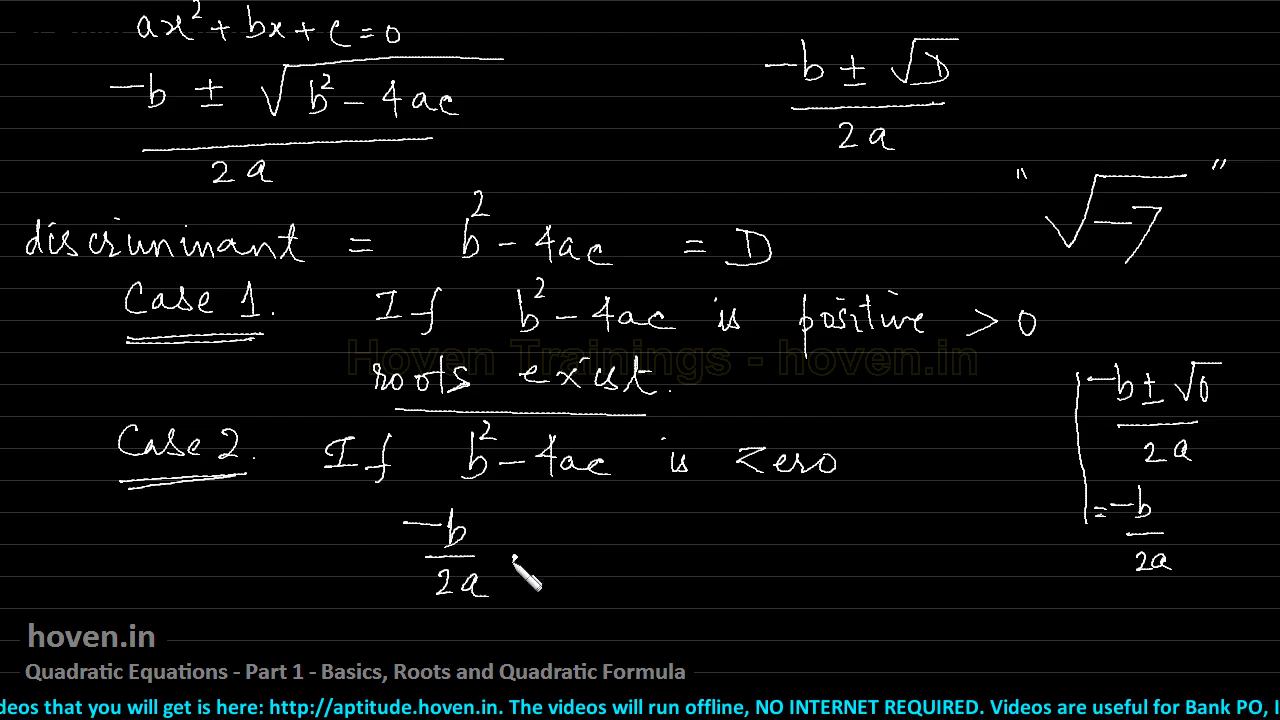 ax² + bx + c = 0
-b ± √(b² - 4ac)
2a
-b ± √D
2a
" √-7 "
discriminant = b² - 4ac = D
Case 1. If b² - 4ac is positive > 0
Hoven Trainings - hoven.in
roots exist.
-b ± √0
2a
= -b
2a
Case 2. If b² - 4ac is zero
-b
2a
hoven.in
Quadratic Equations - Part 1 - Basics, Roots and Quadratic Formula
deos that you will get is here: http://aptitude.hoven.in. The videos will run offline, NO INTERNET REQUIRED. Videos are useful for Bank PO,